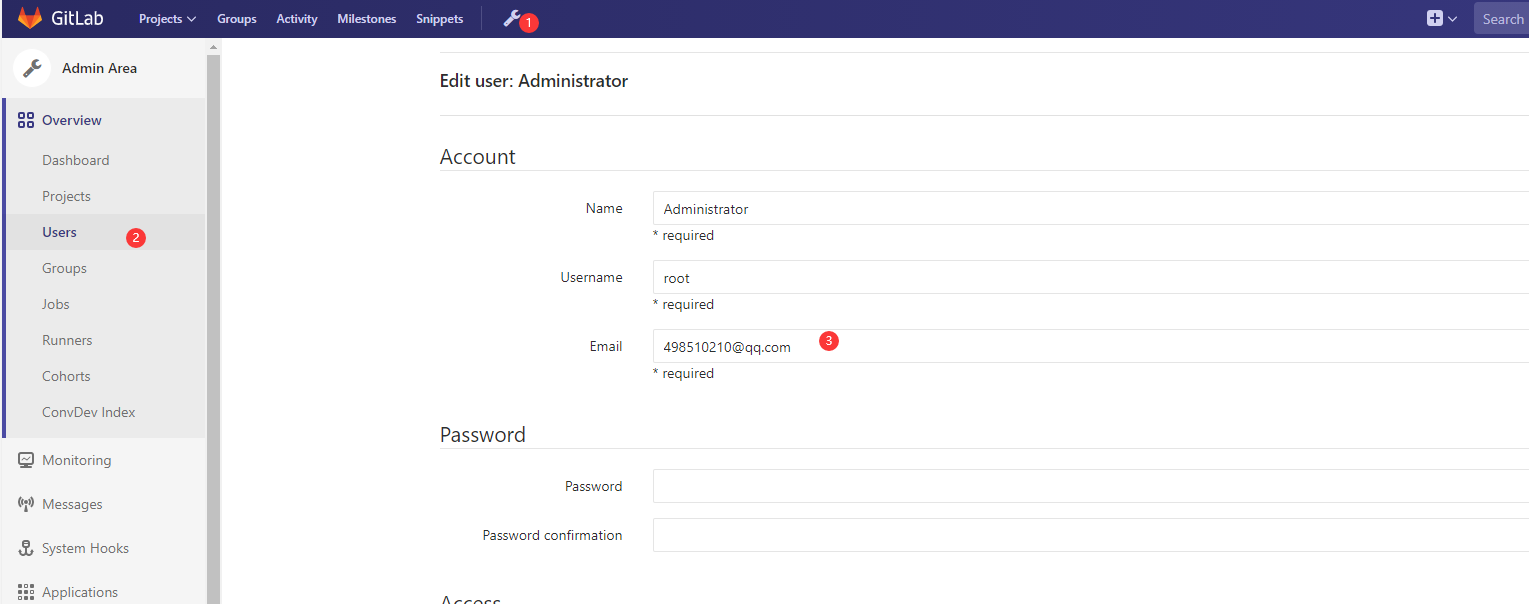 GitLab Projects Groups Activity Milestones Snippets 1 Search
Admin Area
Overview
Dashboard
Projects
Users 2
Groups
Jobs
Runners
Cohorts
ConvDev Index
Monitoring
Messages
System Hooks
Applications
Edit user: Administrator
Account
Name Administrator
* required
Username root
* required
Email 498510210@qq.com 3
* required
Password
Password
Password confirmation
Access